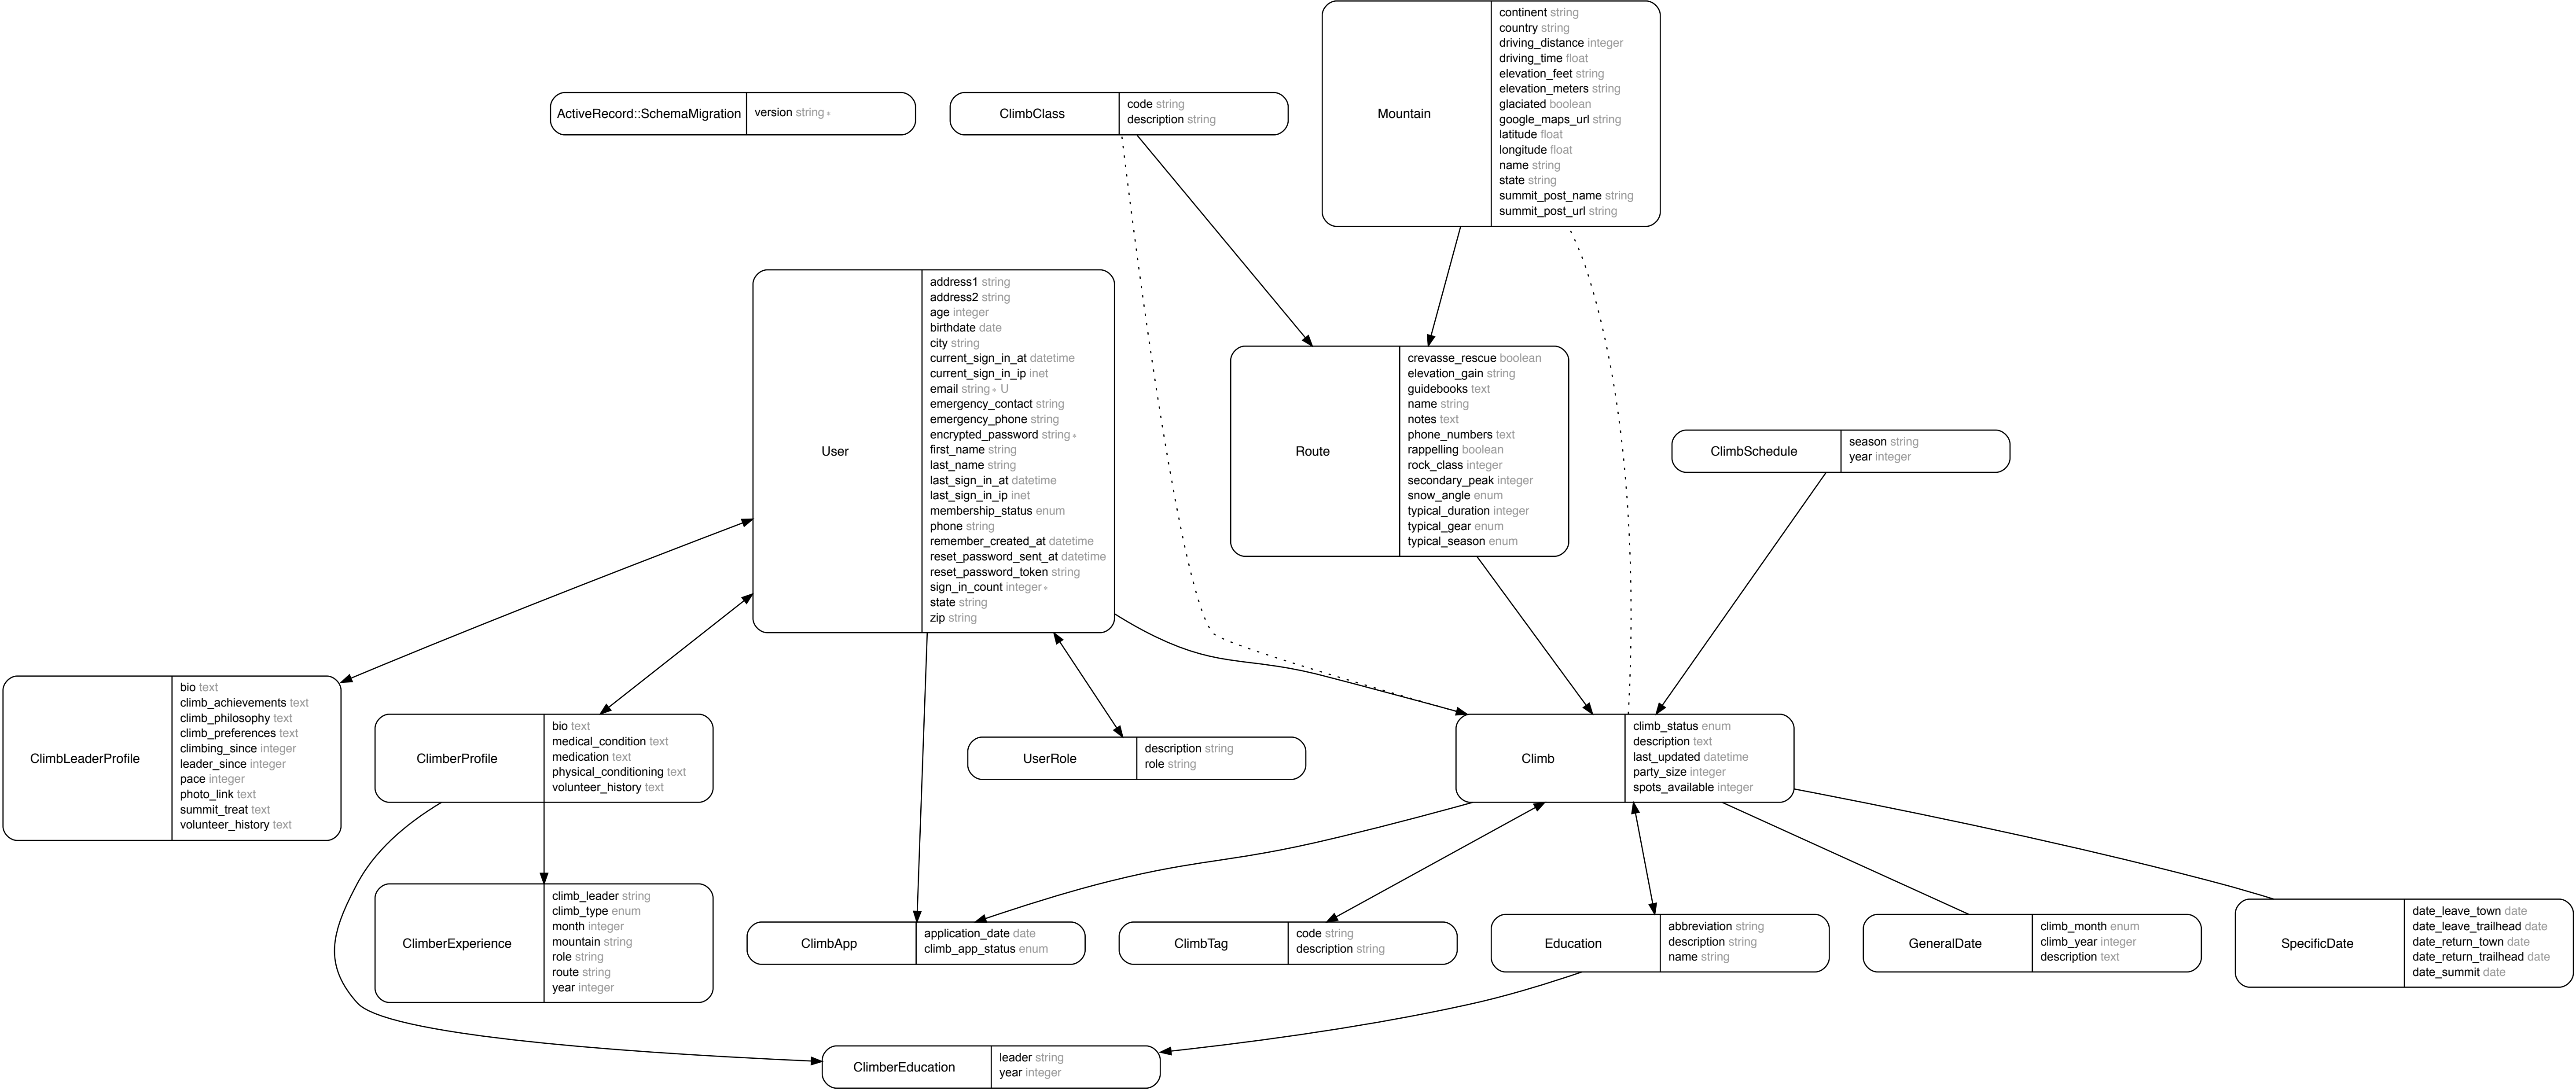 continent string
country string
driving_distance integer
driving_time float
elevation_feet string
elevation_meters string
glaciated boolean
google_maps_url string
Mountain
latitude float
longitude float
name string
state string
summit_post_name string
summit_post_url string
ActiveRecord::SchemaMigration
version string *
ClimbClass
code string
description string
User
address1 string
address2 string
age integer
birthdate date
city string
current_sign_in_at datetime
current_sign_in_ip inet
email string * U
emergency_contact string
emergency_phone string
encrypted_password string *
first_name string
last_name string
last_sign_in_at datetime
last_sign_in_ip inet
membership_status enum
phone string
remember_created_at datetime
reset_password_sent_at datetime
reset_password_token string
sign_in_count integer *
state string
zip string
Route
crevasse_rescue boolean
elevation_gain string
guidebooks text
name string
notes text
phone_numbers text
rappelling boolean
rock_class integer
secondary_peak integer
snow_angle enum
typical_duration integer
typical_gear enum
typical_season enum
ClimbSchedule
season string
year integer
ClimbLeaderProfile
bio text
climb_achievements text
climb_philosophy text
climb_preferences text
climbing_since integer
leader_since integer
pace integer
photo_link text
summit_treat text
volunteer_history text
ClimberProfile
bio text
medical_condition text
medication text
physical_conditioning text
volunteer_history text
UserRole
description string
role string
Climb
climb_status enum
description text
last_updated datetime
party_size integer
spots_available integer
ClimberExperience
climb_leader string
climb_type enum
month integer
mountain string
role string
route string
year integer
ClimbApp
application_date date
climb_app_status enum
ClimbTag
code string
description string
Education
abbreviation string
description string
name string
GeneralDate
climb_month enum
climb_year integer
description text
SpecificDate
date_leave_town date
date_leave_trailhead date
date_return_town date
date_return_trailhead date
date_summit date
ClimberEducation
leader string
year integer